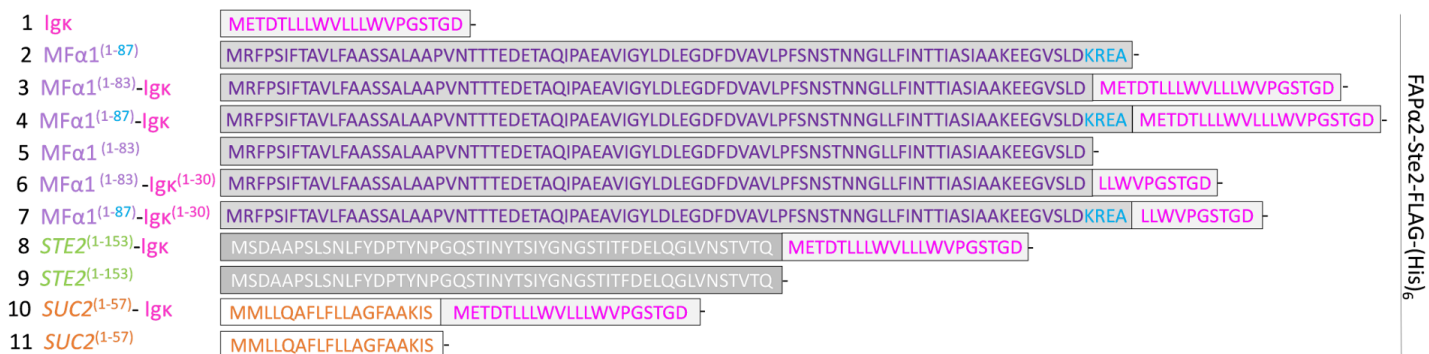 1 Igκ METDTLLLWVLLLWVPGSTGD-
2 MFα1(1-87) MRFPSIFTAVLFAASSALAAPVNTTTEDETAQIPAEAVIGYLDLEGDFDVAVLPFSNSTNNGLLFINTTIASIAAKEEGVSLDKREA-
3 MFα1(1-83)-Igκ MRFPSIFTAVLFAASSALAAPVNTTTEDETAQIPAEAVIGYLDLEGDFDVAVLPFSNSTNNGLLFINTTIASIAAKEEGVSLD METDTLLLWVLLLWVPGSTGD-
4 MFα1(1-87)-Igκ MRFPSIFTAVLFAASSALAAPVNTTTEDETAQIPAEAVIGYLDLEGDFDVAVLPFSNSTNNGLLFINTTIASIAAKEEGVSLDKREA METDTLLLWVLLLWVPGSTGD-
5 MFα1 (1-83) MRFPSIFTAVLFAASSALAAPVNTTTEDETAQIPAEAVIGYLDLEGDFDVAVLPFSNSTNNGLLFINTTIASIAAKEEGVSLD-
6 MFα1(1-83)-Igκ(1-30) MRFPSIFTAVLFAASSALAAPVNTTTEDETAQIPAEAVIGYLDLEGDFDVAVLPFSNSTNNGLLFINTTIASIAAKEEGVSLD LLWVPGSTGD-
7 MFα1(1-87)-Igκ(1-30) MRFPSIFTAVLFAASSALAAPVNTTTEDETAQIPAEAVIGYLDLEGDFDVAVLPFSNSTNNGLLFINTTIASIAAKEEGVSLDKREA LLWVPGSTGD-
8 STE2(1-153)-Igκ MSDAAPSLSNLFYDPTYNPGQSTINYTSIYGNGSTITFDELQGLVNSTVTQ METDTLLLWVLLLWVPGSTGD-
9 STE2(1-153) MSDAAPSLSNLFYDPTYNPGQSTINYTSIYGNGSTITFDELQGLVNSTVTQ-
10 SUC2(1-57)- Igκ MMLLQAFLFLLAGFAAKIS METDTLLLWVLLLWVPGSTGD-
11 SUC2(1-57) MMLLQAFLFLLAGFAAKIS-
FAPα2-Ste2-FLAG-(His)6